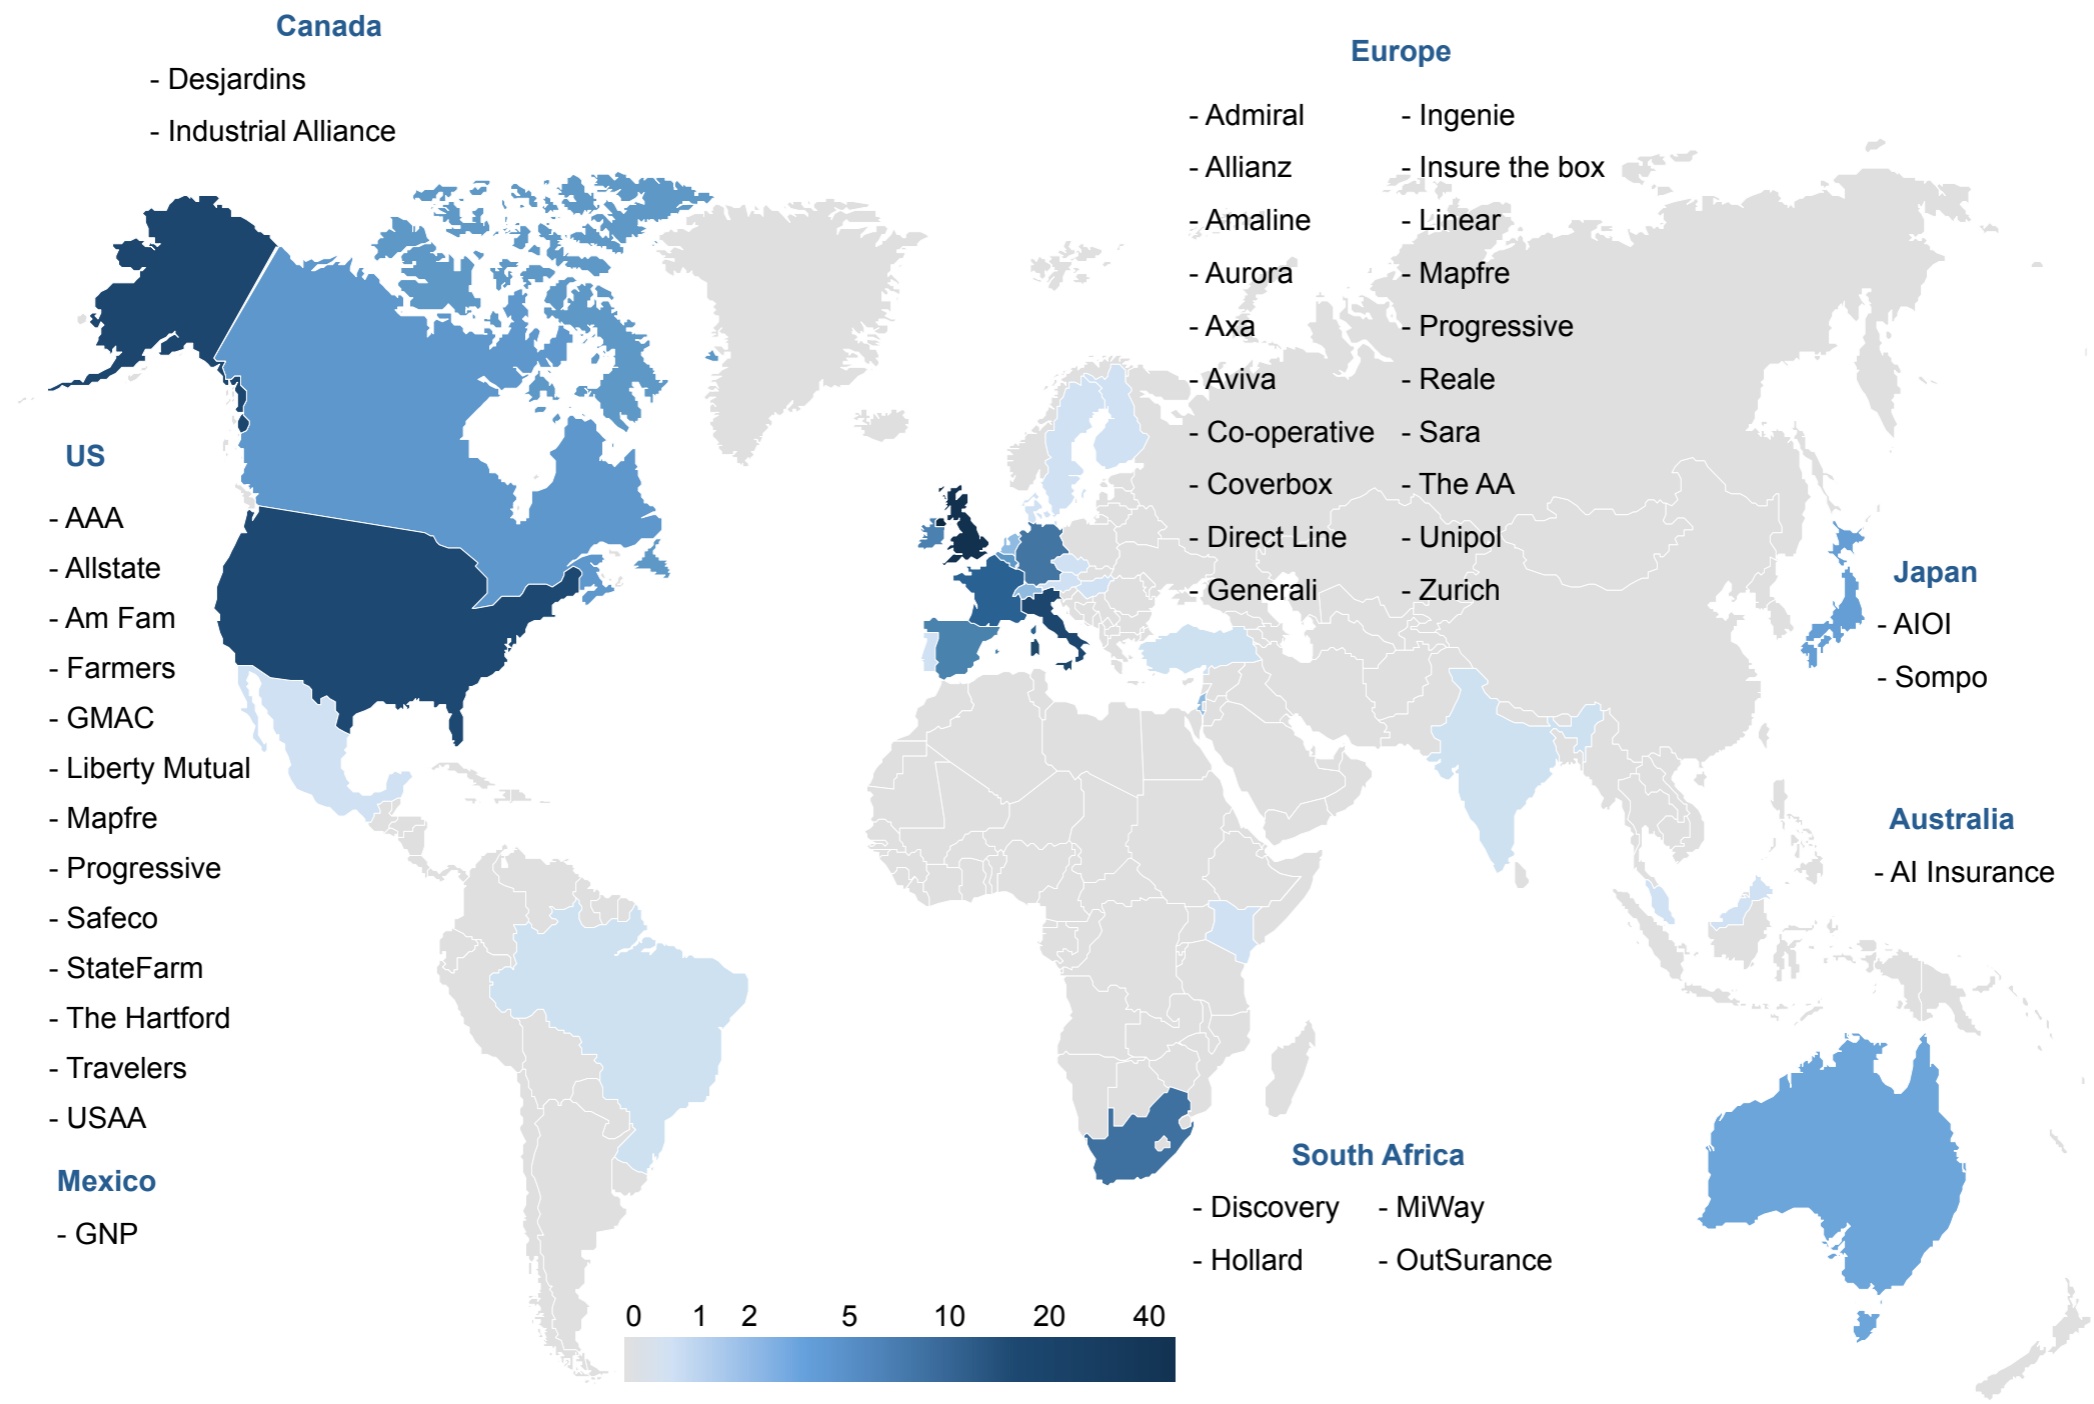 Canada
- Desjardins
- Industrial Alliance
US
- AAA
- Allstate
- Am Fam
- Farmers
- GMAC
- Liberty Mutual
- Mapfre
- Progressive
- Safeco
- StateFarm
- The Hartford
- Travelers
- USAA
Mexico
- GNP
Europe
- Admiral
- Allianz
- Amaline
- Aurora
- Axa
- Aviva
- Co-operative
- Coverbox
- Direct Line
- Generali
- Ingenie
- Insure the box
- Linear
- Mapfre
- Progressive
- Reale
- Sara
- The AA
- Unipol
- Zurich
Japan
- AIOI
- Sompo
Australia
- AI Insurance
South Africa
- Discovery
- Hollard
- MiWay
- OutSurance
0 1 2 5 10 20 40